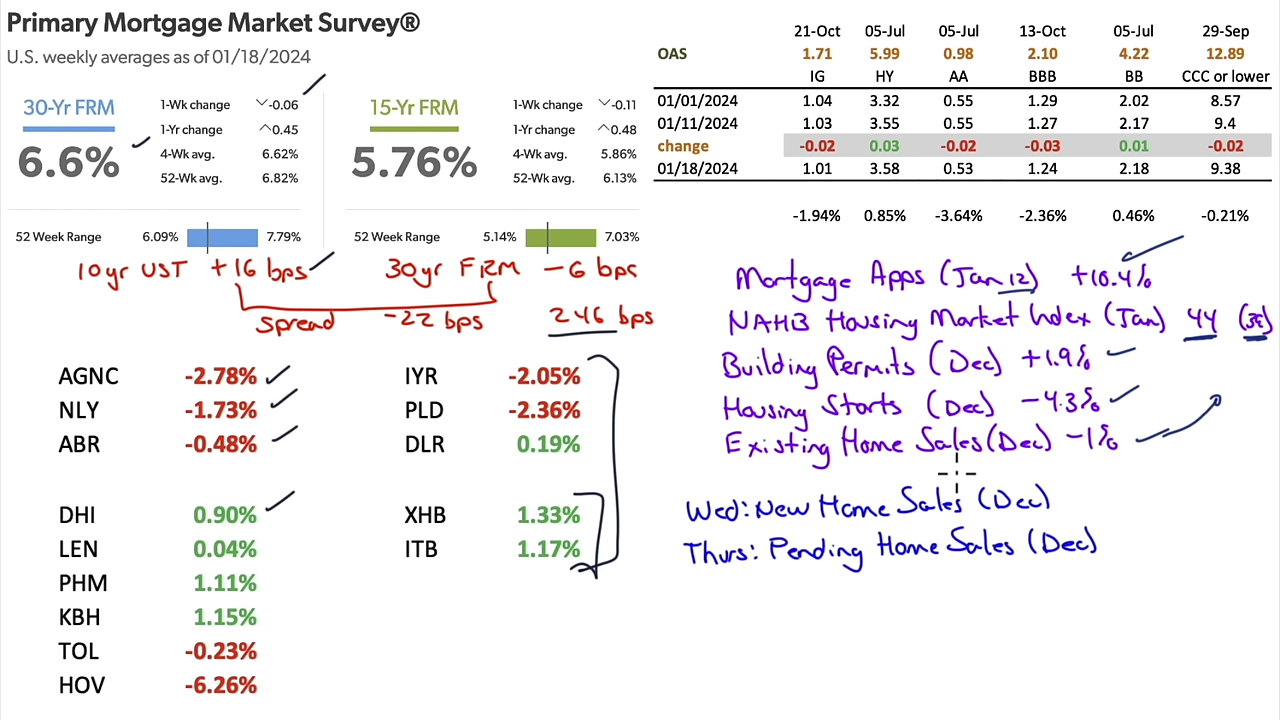 Primary Mortgage Market Survey®
U.S. weekly averages as of 01/18/2024
30-Yr FRM
6.6%
1-Wk change -0.06
1-Yr change 0.45
4-Wk avg. 6.62%
52-Wk avg. 6.82%
52 Week Range 6.09% 7.79%
15-Yr FRM
5.76%
1-Wk change -0.11
1-Yr change 0.48
4-Wk avg. 5.86%
52-Wk avg. 6.13%
52 Week Range 5.14% 7.03%
21-Oct 05-Jul 05-Jul 13-Oct 05-Jul 29-Sep
OAS 1.71 5.99 0.98 2.10 4.22 12.89
IG HY AA BBB BB CCC or lower
01/01/2024 1.04 3.32 0.55 1.29 2.02 8.57
01/11/2024 1.03 3.55 0.55 1.27 2.17 9.4
change -0.02 0.03 -0.02 -0.03 0.01 -0.02
01/18/2024 1.01 3.58 0.53 1.24 2.18 9.38
-1.94% 0.85% -3.64% -2.36% 0.46% -0.21%
10yr UST +16 bps 30yr FRM -6 bps
Spread -22 bps 246 bps
AGNC -2.78%
NLY -1.73%
ABR -0.48%
DHI 0.90%
LEN 0.04%
PHM 1.11%
KBH 1.15%
TOL -0.23%
HOV -6.26%
IYR -2.05%
PLD -2.36%
DLR 0.19%
XHB 1.33%
ITB 1.17%
Mortgage Apps (Jan 12) +10.4%
NAHB Housing Market Index (Jan) 44
Building Permits (Dec) +1.9%
Housing Starts (Dec) -4.3%
Existing Home Sales (Dec) -1%
Wed: New Home Sales (Dec)
Thurs: Pending Home Sales (Dec)